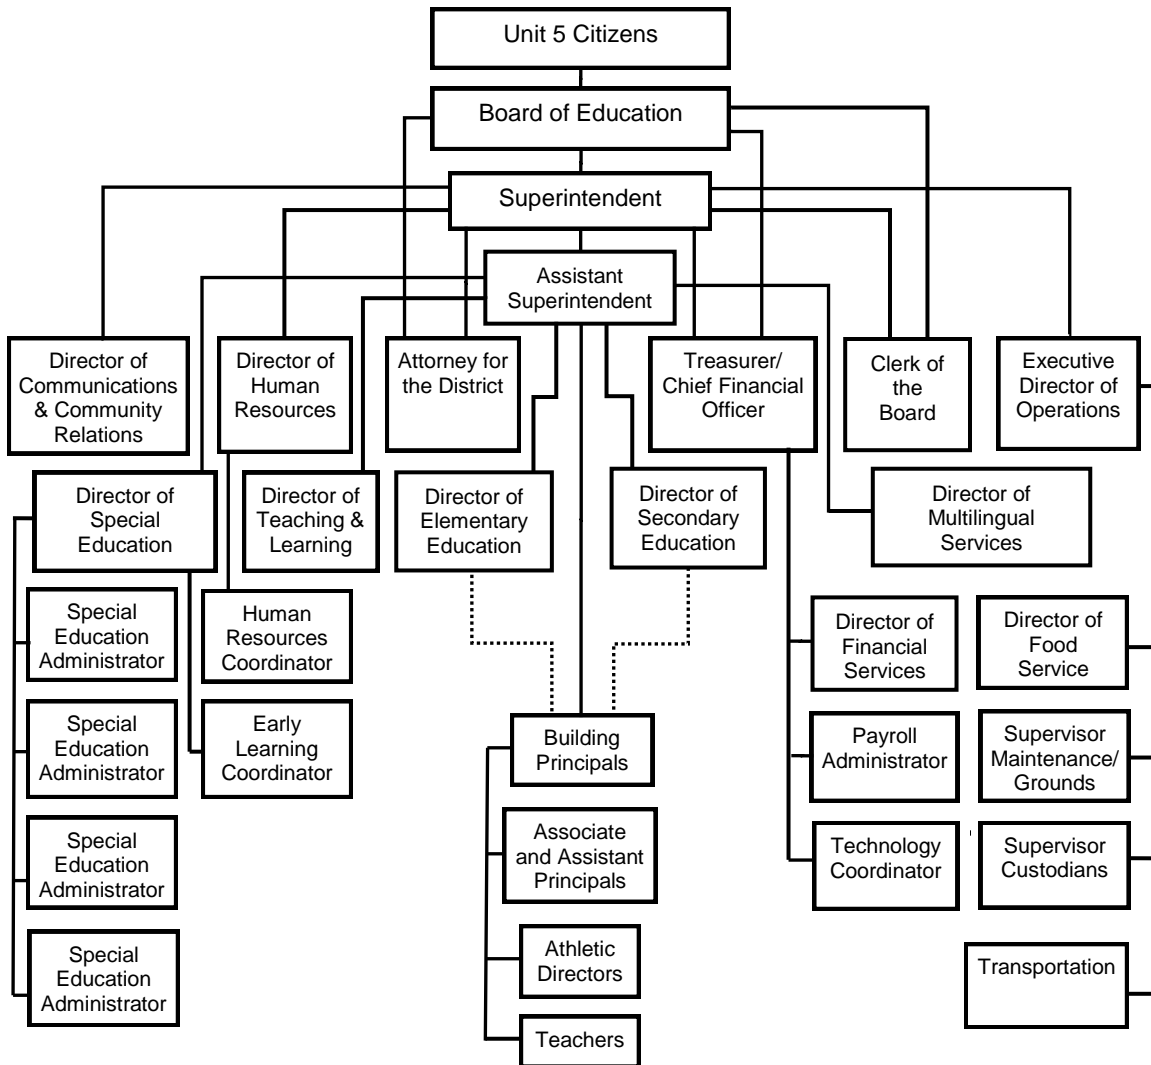 Unit 5 Citizens
Board of Education
Superintendent
Assistant
Superintendent
Director of
Communications
& Community
Relations
Director of
Human
Resources
Attorney for
the District
Treasurer/
Chief Financial
Officer
Clerk of
the
Board
Executive
Director of
Operations
Director of
Special
Education
Director of
Teaching &
Learning
Director of
Elementary
Education
Director of
Secondary
Education
Director of
Multilingual
Services
Special
Education
Administrator
Human
Resources
Coordinator
Director of
Financial
Services
Director of
Food
Service
Special
Education
Administrator
Early
Learning
Coordinator
Building
Principals
Payroll
Administrator
Supervisor
Maintenance/
Grounds
Special
Education
Administrator
Associate
and Assistant
Principals
Technology
Coordinator
Supervisor
Custodians
Special
Education
Administrator
Athletic
Directors
Transportation
Teachers